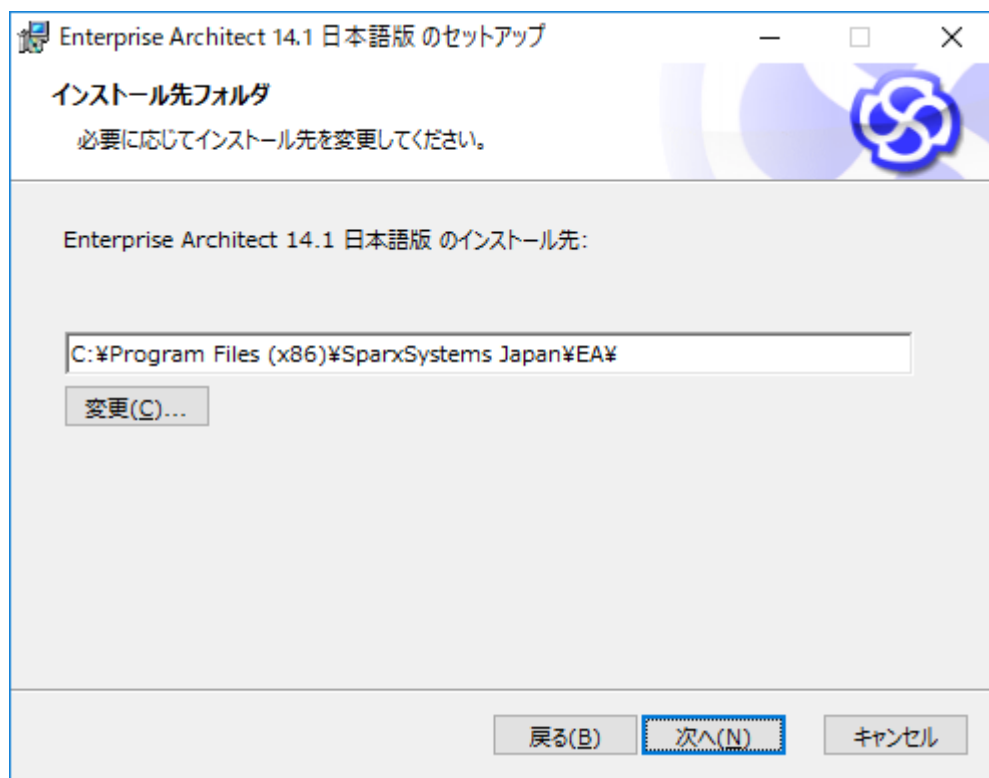 Enterprise Architect 14.1 日本語版 のセットアップ
インストール先フォルダ
必要に応じてインストール先を変更してください。
Enterprise Architect 14.1 日本語版 のインストール先:
C:¥Program Files (x86)¥SparxSystems Japan¥EA¥
変更(C)...
戻る(B) 次へ(N) キャンセル